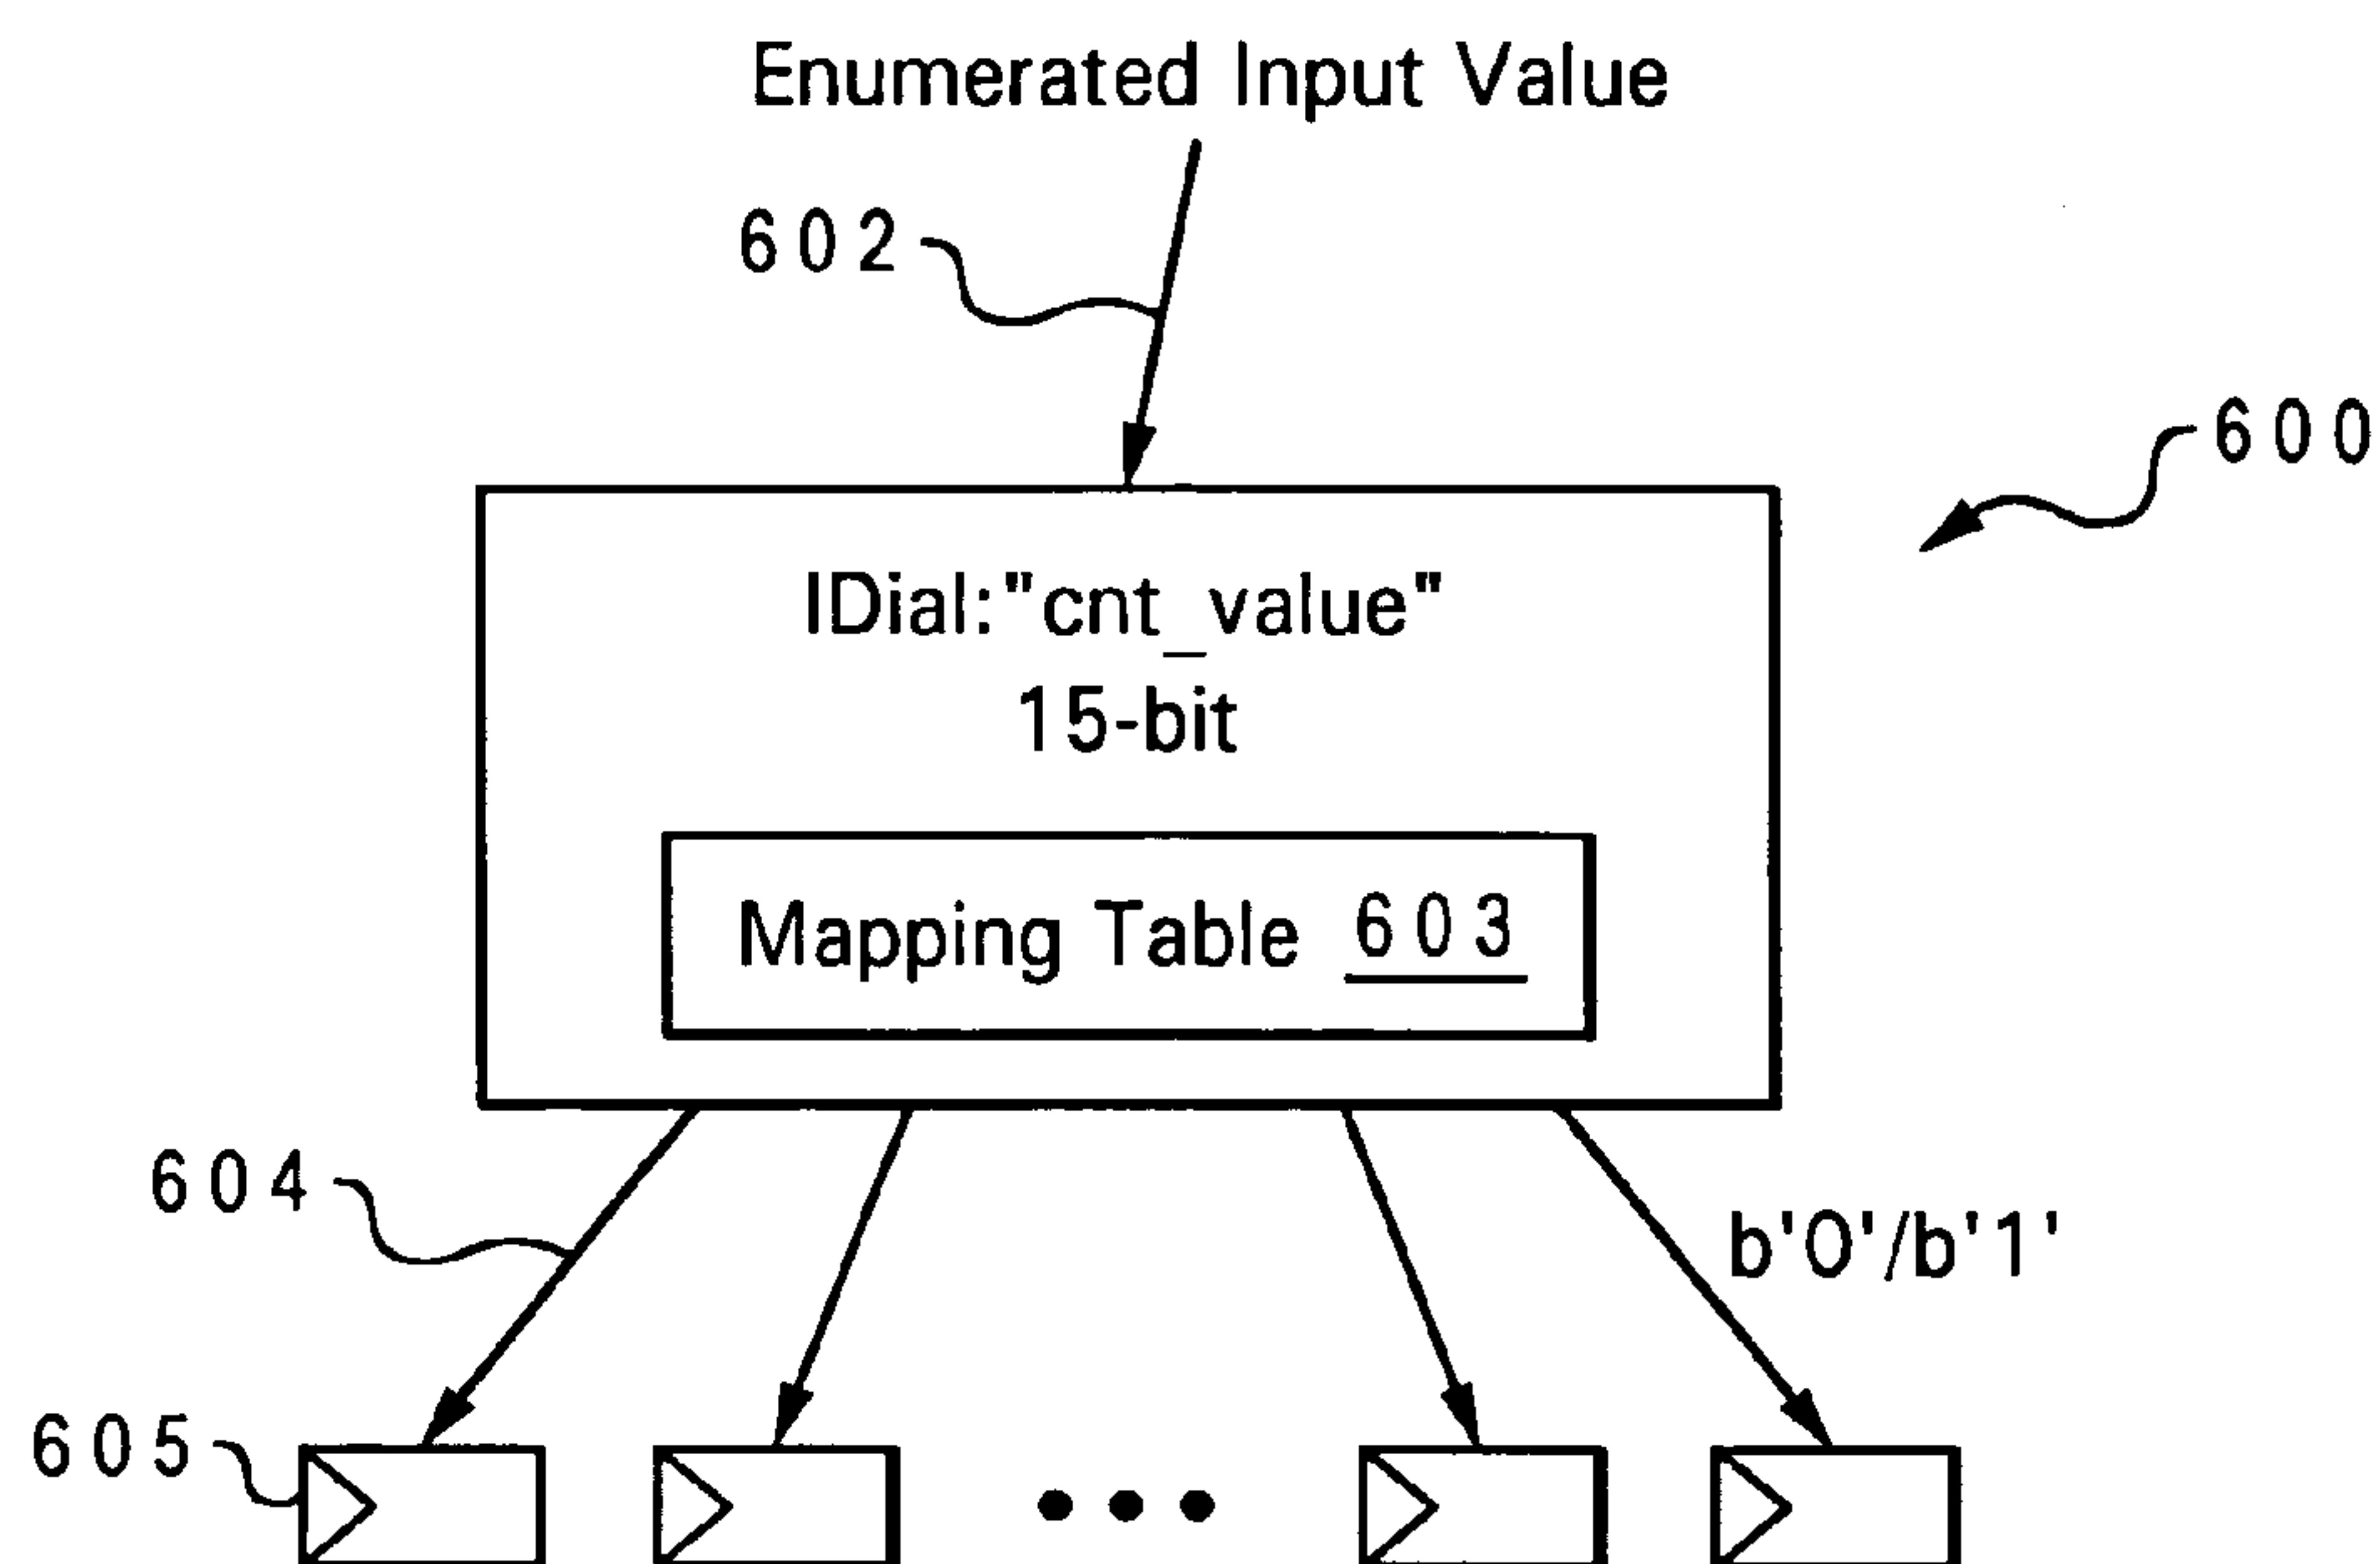 Enumerated Input Value
602
600
IDial:"cnt_value"
15-bit
Mapping Table 603
604
b'0'/b'1'
605